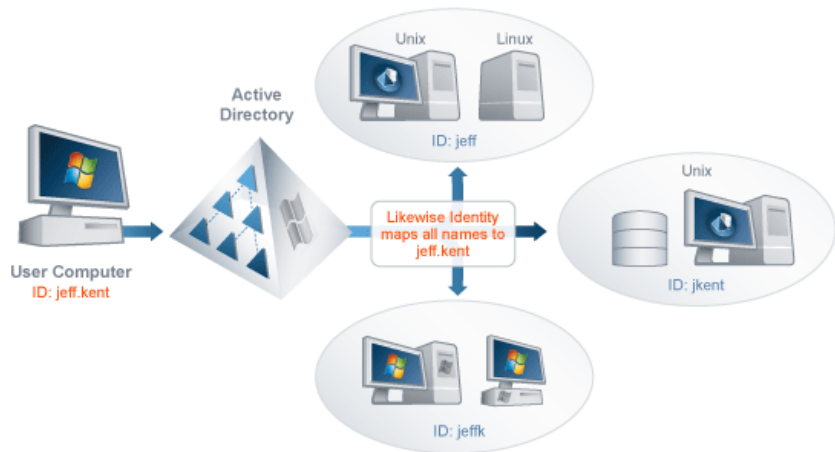 Unix
Linux
ID: jeff
Active
Directory
User Computer
ID: jeff.kent
Likewise Identity
maps all names to
jeff.kent
Unix
ID: jkent
ID: jeffk